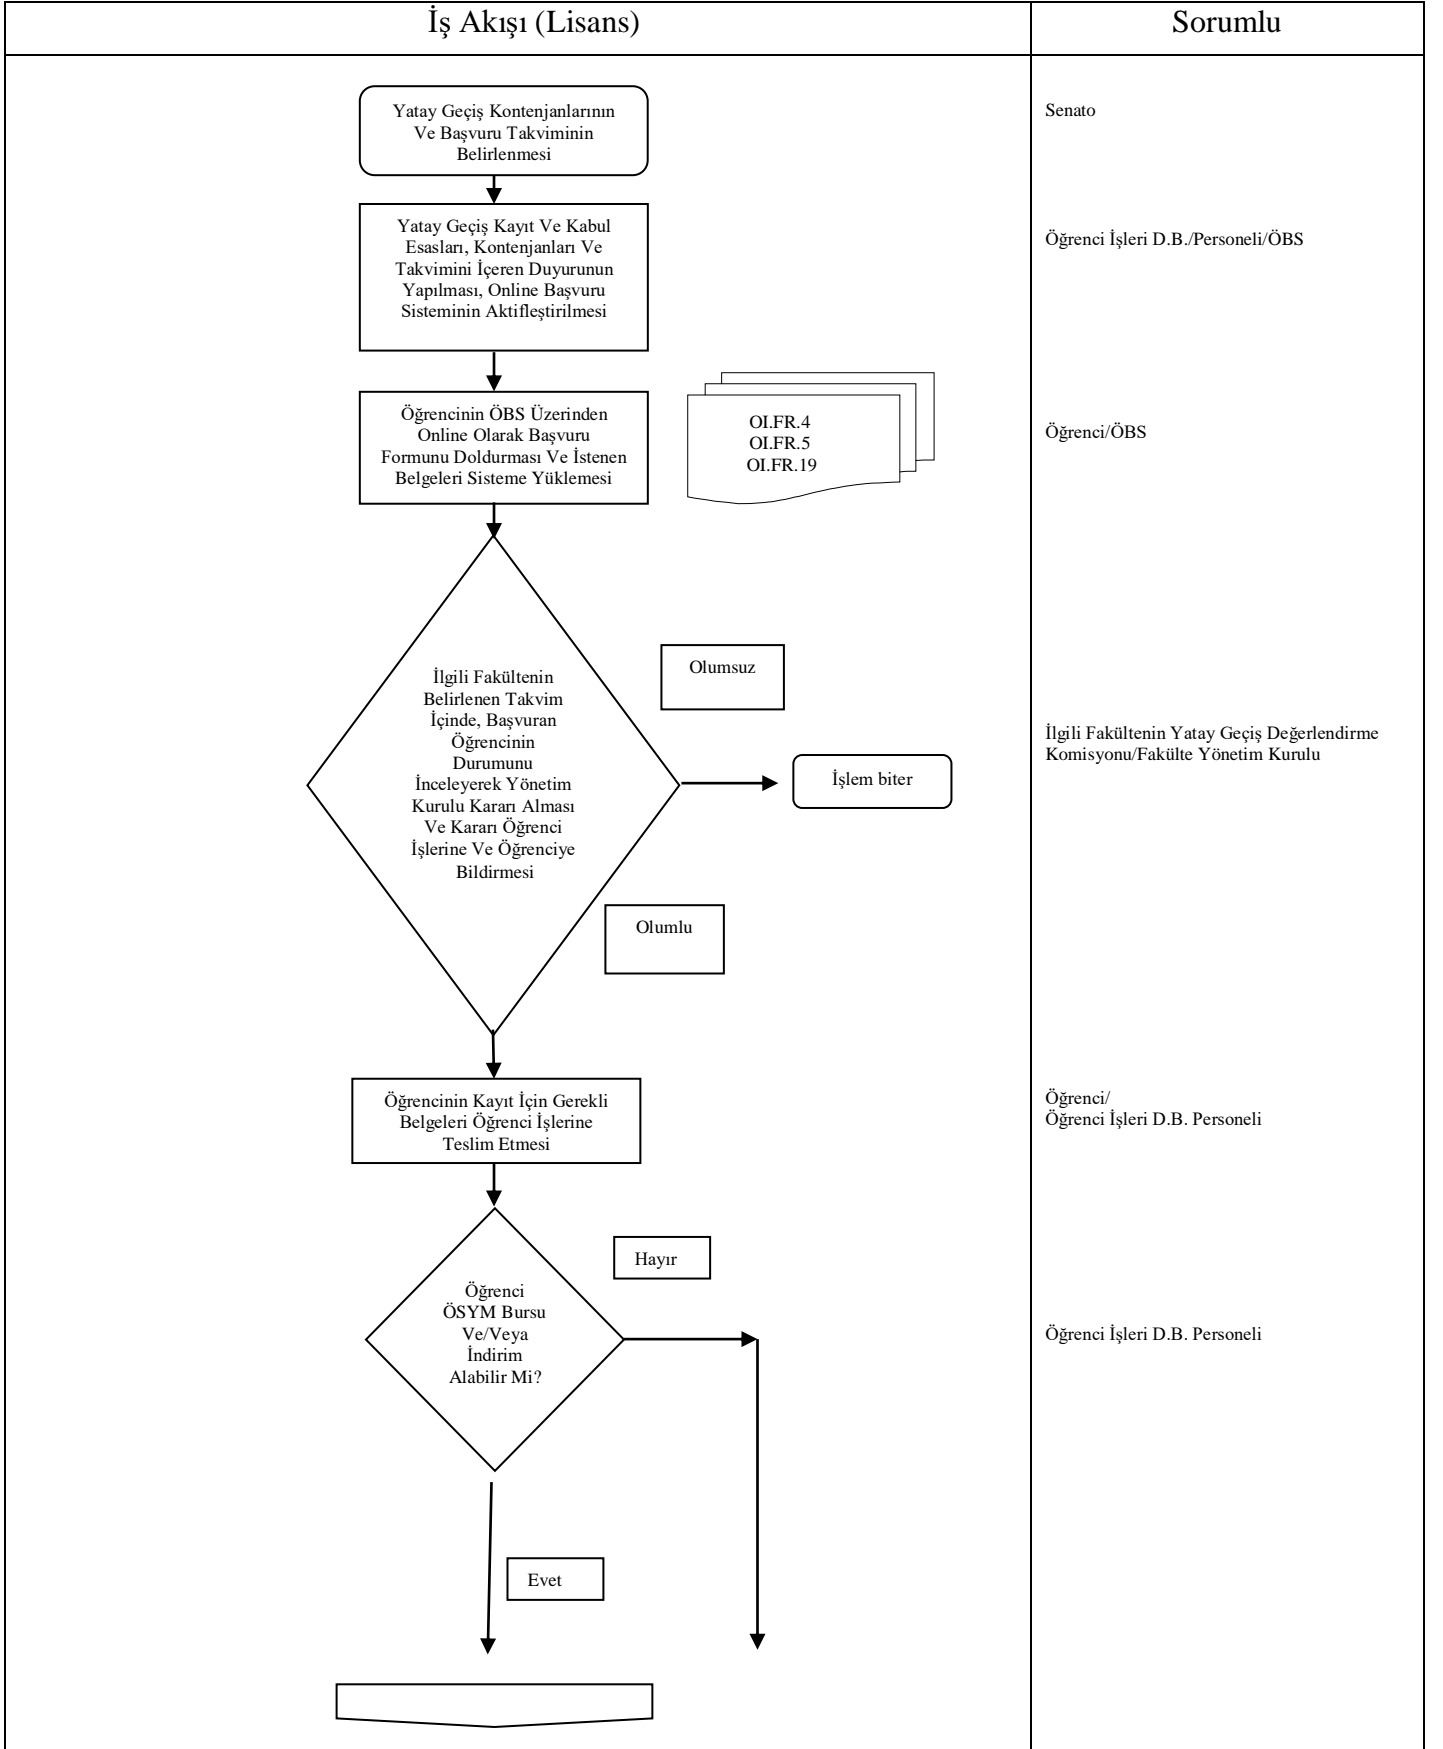 İş Akışı (Lisans)
Sorumlu
Yatay Geçiş Kontenjanlarının
Ve Başvuru Takviminin
Belirlenmesi
Senato
Yatay Geçiş Kayıt Ve Kabul
Esasları, Kontenjanları Ve
Takvimini İçeren Duyurunun
Yapılması, Online Başvuru
Sisteminin Aktifleştirilmesi
Öğrenci İşleri D.B./Personeli/ÖBS
Öğrencinin ÖBS Üzerinden
Online Olarak Başvuru
Formunu Doldurması Ve İstenen
Belgeleri Sisteme Yüklemesi
OI.FR.4
OI.FR.5
OI.FR.19
Öğrenci/ÖBS
İlgili Fakültenin
Belirlenen Takvim
İçinde, Başvuran
Öğrencinin
Durumunu
İnceleyerek Yönetim
Kurulu Kararı Alması
Ve Kararı Öğrenci
İşlerine Ve Öğrenciye
Bildirmesi
Olumsuz
İşlem biter
İlgili Fakültenin Yatay Geçiş Değerlendirme
Komisyonu/Fakülte Yönetim Kurulu
Olumlu
Öğrencinin Kayıt İçin Gerekli
Belgeleri Öğrenci İşlerine
Teslim Etmesi
Öğrenci/
Öğrenci İşleri D.B. Personeli
Öğrenci
ÖSYM Bursu
Ve/Veya
İndirim
Alabilir Mi?
Hayır
Öğrenci İşleri D.B. Personeli
Evet